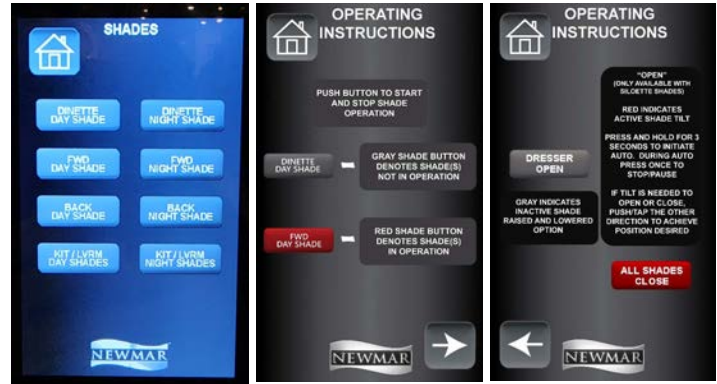 SHADES
DINETTE
DAY SHADE
DINETTE
NIGHT SHADE
FWD
DAY SHADE
FWD
NIGHT SHADE
BACK
DAY SHADE
BACK
NIGHT SHADE
KIT / LVRM
DAY SHADES
KIT / LVRM
NIGHT SHADES
NEWMAR
OPERATING
INSTRUCTIONS
PUSH BUTTON TO START
AND STOP SHADE
OPERATION
DINETTE
DAY SHADE
GRAY SHADE BUTTON
DENOTES SHADE(S)
NOT IN OPERATION
FWD
DAY SHADE
RED SHADE BUTTON
DENOTES SHADE(S)
IN OPERATION
NEWMAR
OPERATING
INSTRUCTIONS
"OPEN"
(ONLY AVAILABLE WITH
SILOETTE SHADES)
RED INDICATES
ACTIVE SHADE TILT
PRESS AND HOLD FOR 3
SECONDS TO INITIATE
AUTO. DURING AUTO
PRESS ONCE TO
STOP/PAUSE
IF TILT IS NEEDED TO
OPEN OR CLOSE,
PUSH/TAP THE OTHER
DIRECTION TO ACHIEVE
POSITION DESIRED
DRESSER
OPEN
GRAY INDICATES
INACTIVE SHADE
RAISED AND LOWERED
OPTION
ALL SHADES
CLOSE
NEWMAR